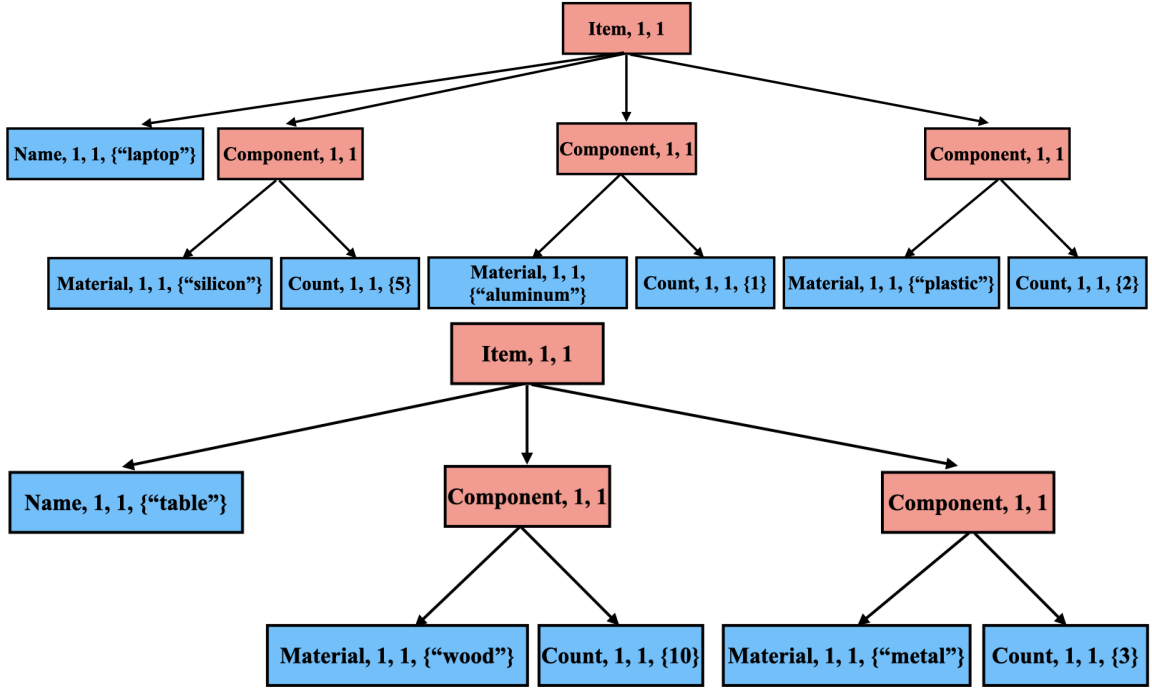 Item, 1, 1
Name, 1, 1, {“laptop”}
Component, 1, 1
Component, 1, 1
Component, 1, 1
Material, 1, 1, {“silicon”}
Count, 1, 1, {5}
Material, 1, 1,
{“aluminum”}
Count, 1, 1, {1}
Material, 1, 1, {“plastic”}
Count, 1, 1, {2}
Item, 1, 1
Name, 1, 1, {“table”}
Component, 1, 1
Component, 1, 1
Material, 1, 1, {“wood”}
Count, 1, 1, {10}
Material, 1, 1, {“metal”}
Count, 1, 1, {3}